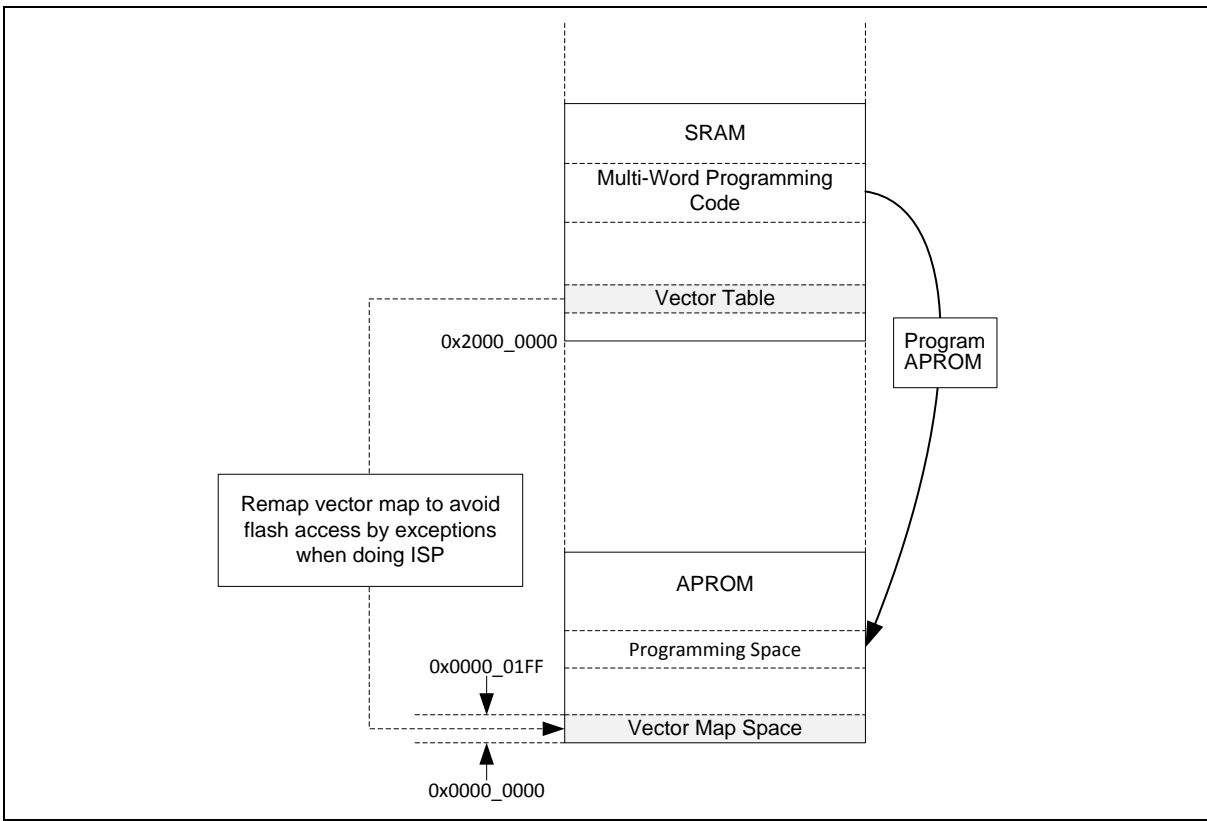 SRAM
Multi-Word Programming
Code
Vector Table
0x2000_0000
Program
APROM
Remap vector map to avoid
flash access by exceptions
when doing ISP
APROM
Programming Space
0x0000_01FF
Vector Map Space
0x0000_0000